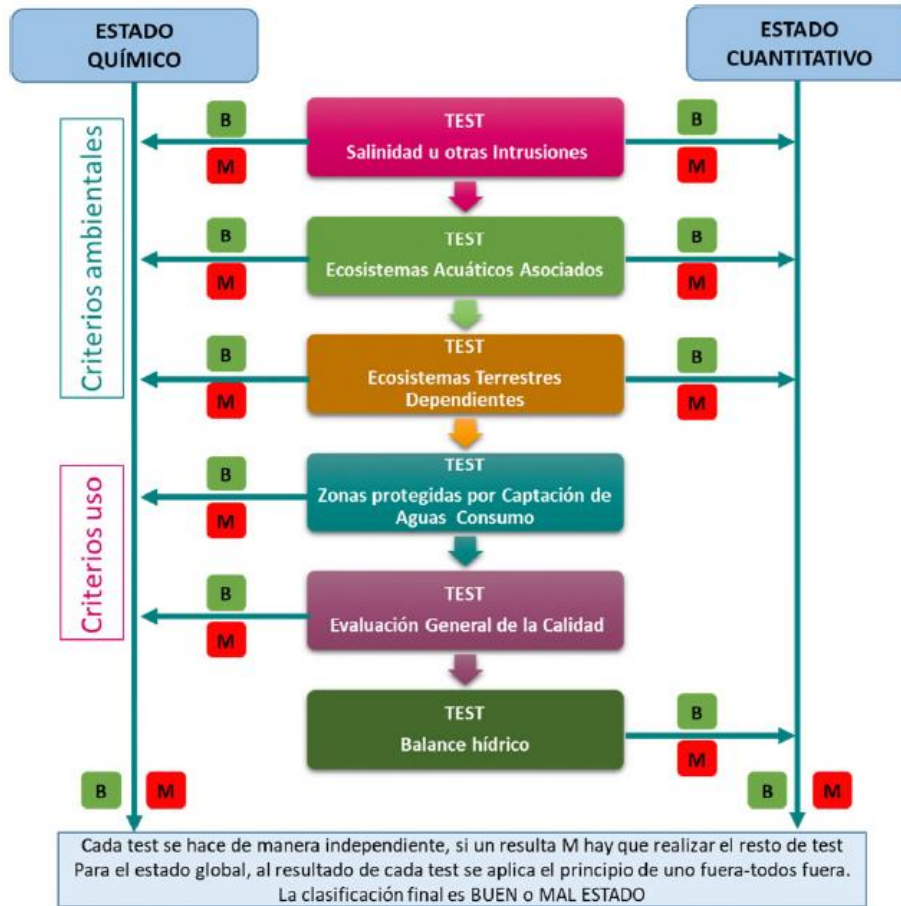 ESTADO
QUÍMICO
ESTADO
CUANTITATIVO
Criterios ambientales
B
M
TEST
Salinidad u otras Intrusiones
B
M
B
M
TEST
Ecosistemas Acuáticos Asociados
B
M
B
M
TEST
Ecosistemas Terrestres
Dependientes
B
M
Criterios uso
B
M
TEST
Zonas protegidas por Captación de
Aguas Consumo
B
M
TEST
Evaluación General de la Calidad
TEST
Balance hídrico
B
M
B M
B M
Cada test se hace de manera independiente, si un resulta M hay que realizar el resto de test
Para el estado global, al resultado de cada test se aplica el principio de uno fuera-todos fuera.
La clasificación final es BUEN o MAL ESTADO